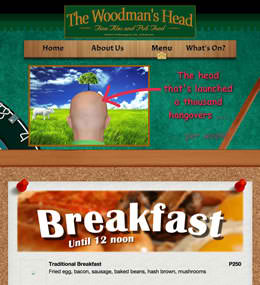 The Woodman's Head
Fine Ales and Pub Food
Home About Us Menu What's On?
The head
that's launched
a thousand
hangovers ...
Breakfast
Until 12 noon
Traditional Breakfast P250
Fried egg, bacon, sausage, baked beans, hash brown, mushrooms